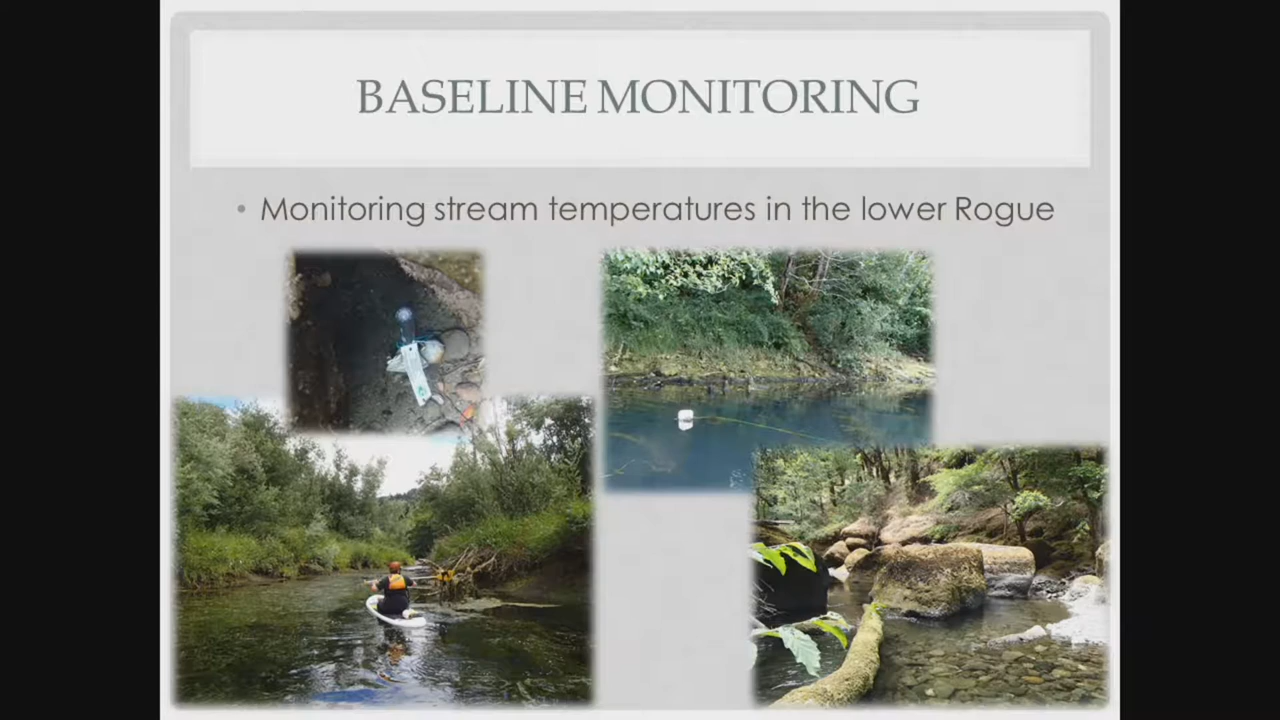 BASELINE MONITORING
• Monitoring stream temperatures in the lower Rogue